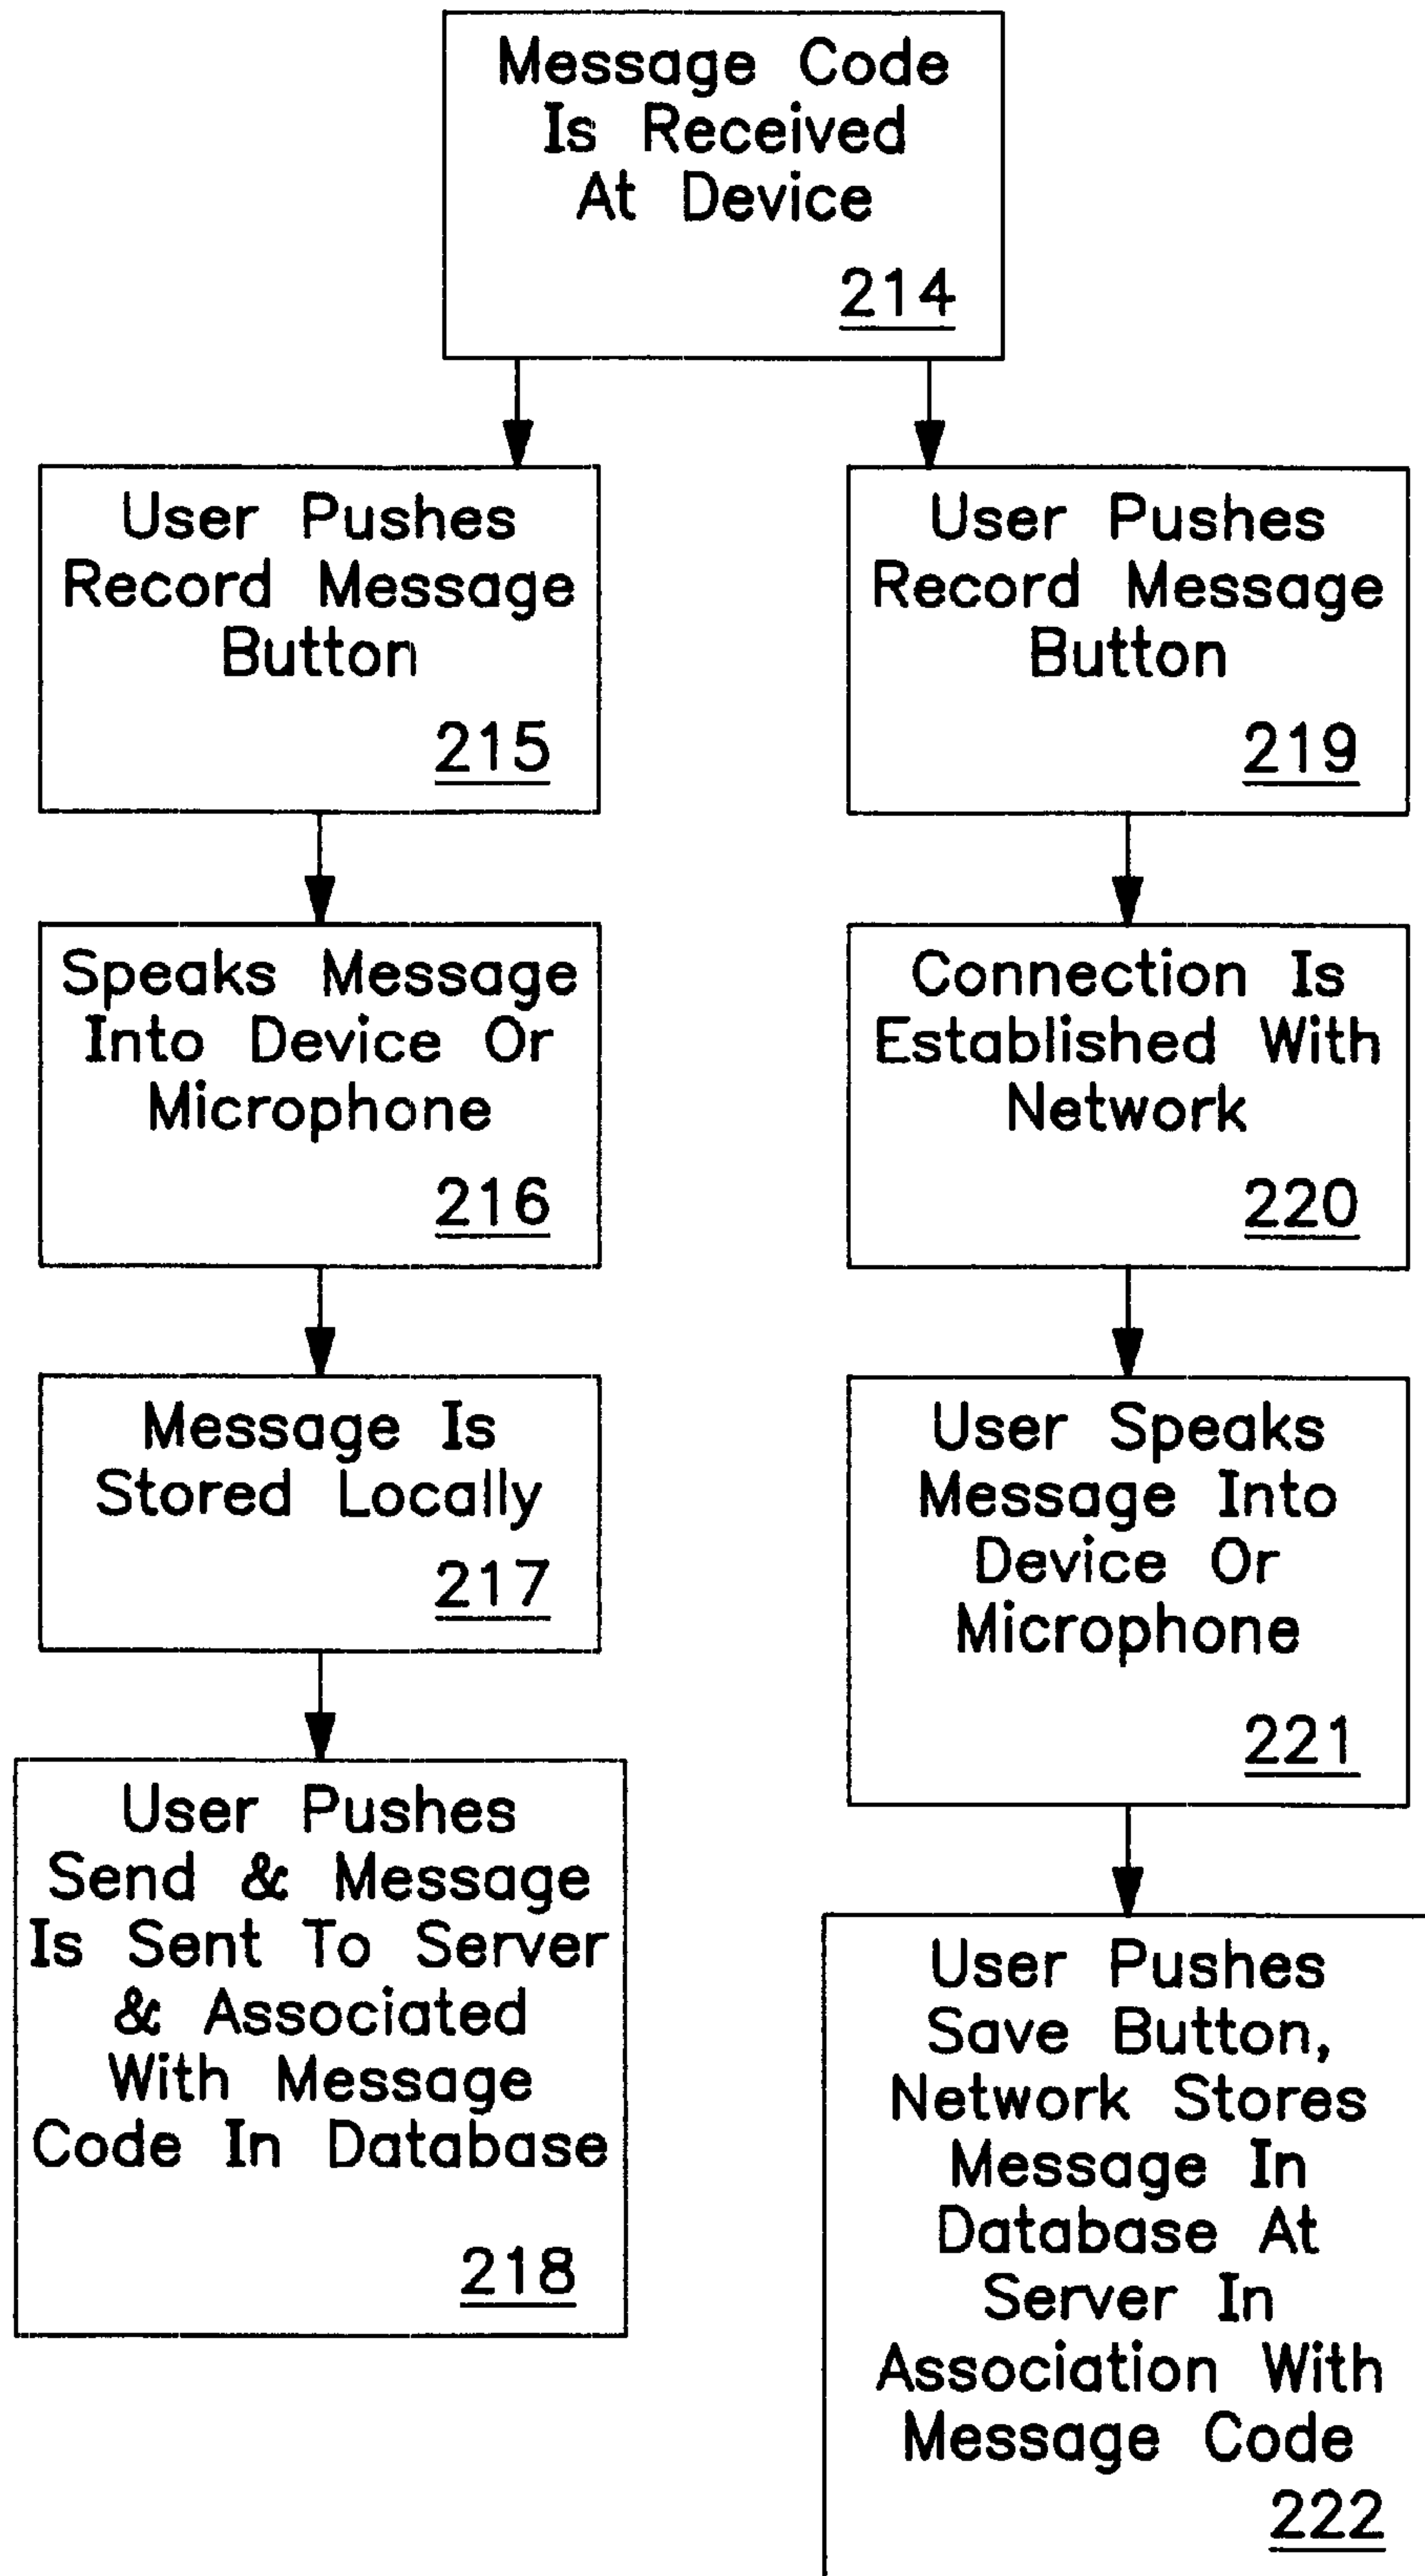 Message Code
Is Received
At Device
214
User Pushes
Record Message
Button
215
Speaks Message
Into Device Or
Microphone
216
Message Is
Stored Locally
217
User Pushes
Send & Message
Is Sent To Server
& Associated
With Message
Code In Database
218
User Pushes
Record Message
Button
219
Connection Is
Established With
Network
220
User Speaks
Message Into
Device Or
Microphone
221
User Pushes
Save Button,
Network Stores
Message In
Database At
Server In
Association With
Message Code
222